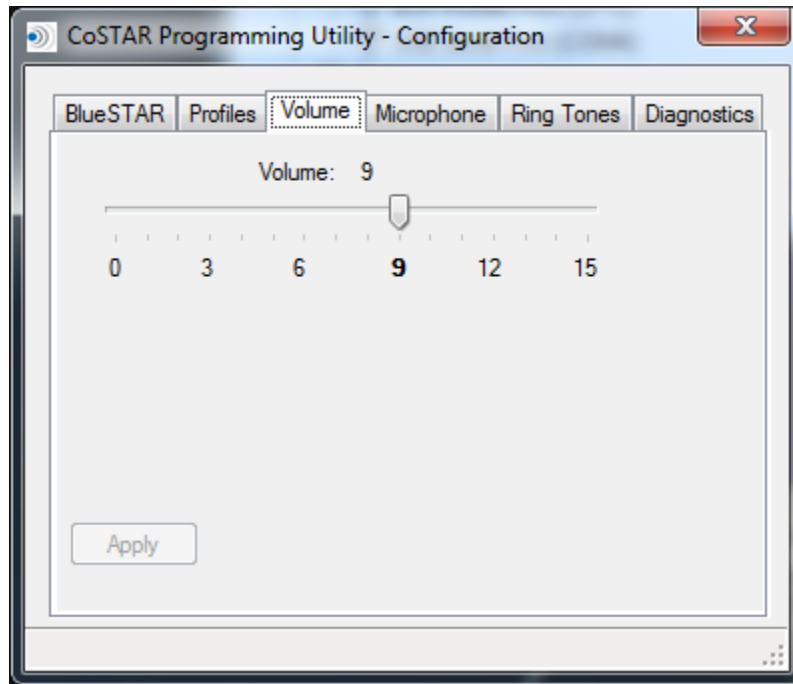 CoSTAR Programming Utility - Configuration
BlueSTAR Profiles Volume Microphone Ring Tones Diagnostics
Volume: 9
0 3 6 9 12 15
Apply